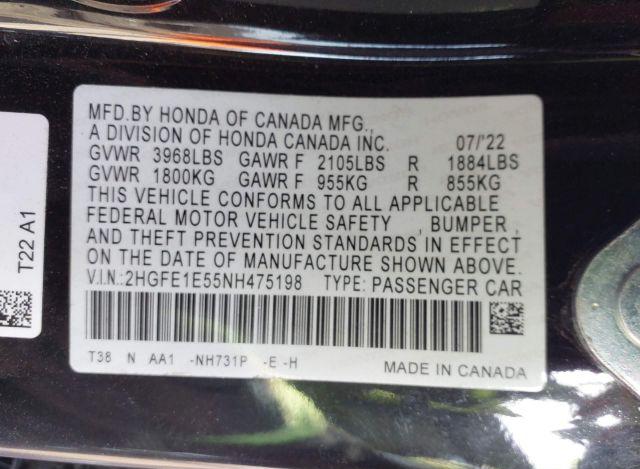 MFD.BY HONDA OF CANADA MFG.,
A DIVISION OF HONDA CANADA INC. 07/'22
GVWR 3968LBS GAWR F 2105LBS R 1884LBS
GVWR 1800KG GAWR F 955KG R 855KG
THIS VEHICLE CONFORMS TO ALL APPLICABLE
FEDERAL MOTOR VEHICLE SAFETY , BUMPER ,
AND THEFT PREVENTION STANDARDS IN EFFECT
ON THE DATE OF MANUFACTURE SHOWN ABOVE.
V.I.N.:2HGFE1E55NH475198 TYPE: PASSENGER CAR
T38 N AA1 -NH731P -E -H
MADE IN CANADA
T22 A1